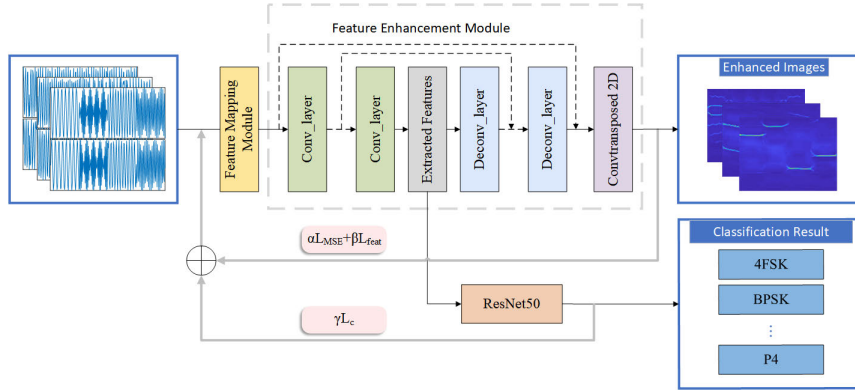 Feature Enhancement Module
Feature Mapping
Module
Conv_layer
Conv_layer
Extracted Features
Deconv_layer
Deconv_layer
Convtransposed 2D
Enhanced Images
αL_MSE+βL_feat
γL_c
ResNet50
Classification Result
4FSK
BPSK
⋮
P4